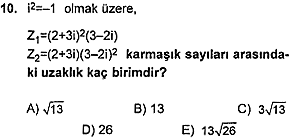 10. i²=–1 olmak üzere,
Z₁=(2+3i)²(3–2i)
Z₂=(2+3i)(3–2i)² karmaşık sayıları arasında-
ki uzaklık kaç birimdir?
A) √13 B) 13 C) 3√13
D) 26 E) 13√26